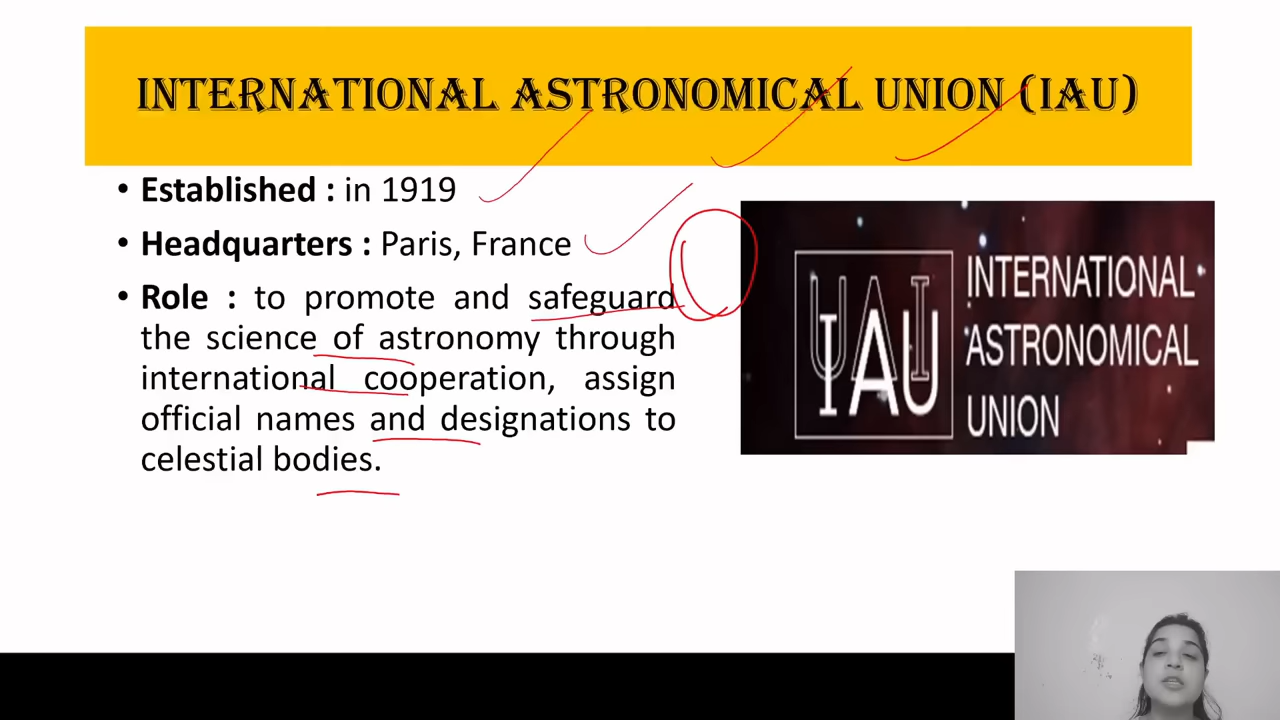 INTERNATIONAL ASTRONOMICAL UNION (IAU)
• Established : in 1919
• Headquarters : Paris, France
• Role : to promote and safeguard
the science of astronomy through
international cooperation, assign
official names and designations to
celestial bodies.
IAU
UAI
INTERNATIONAL
ASTRONOMICAL
UNION